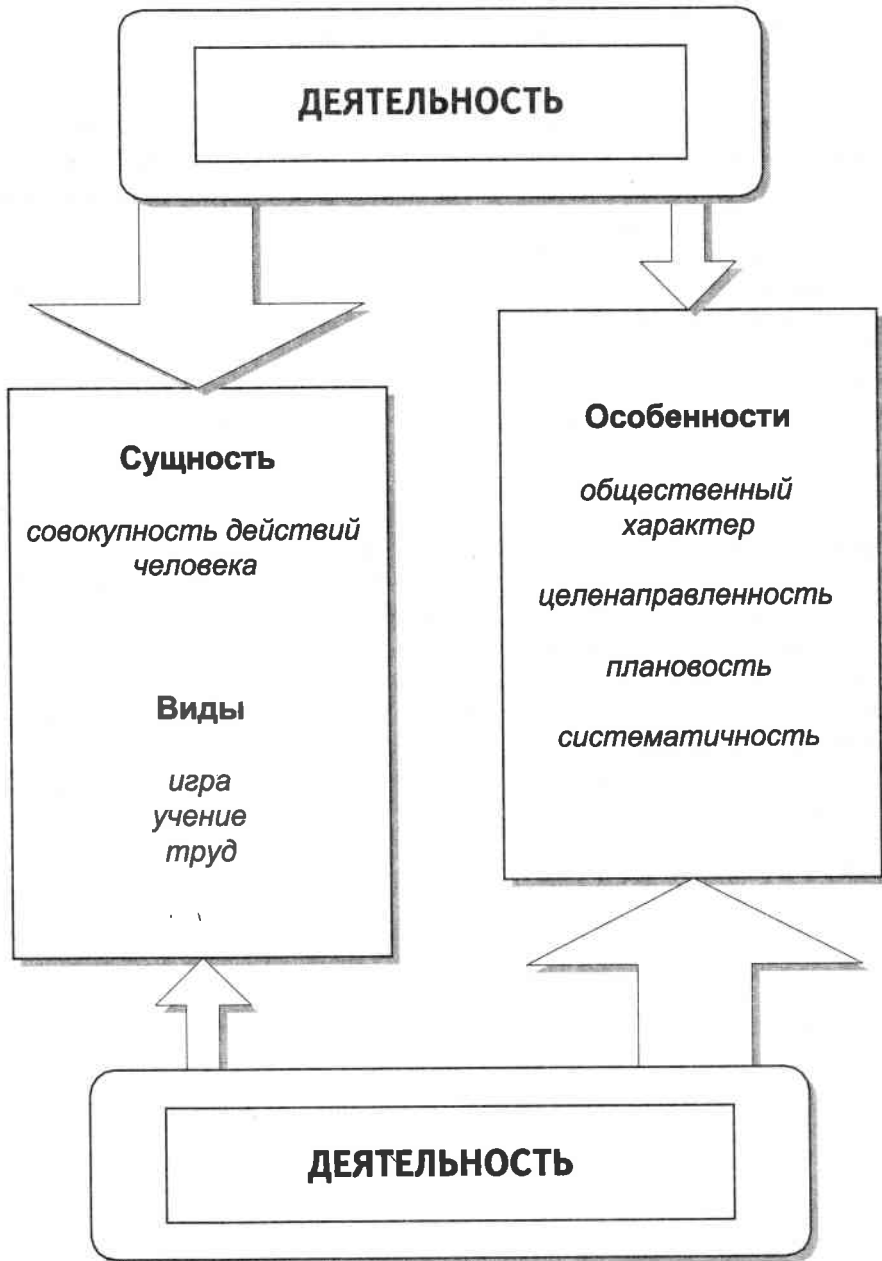 ДЕЯТЕЛЬНОСТЬ
Сущность
совокупность действий
человека
Виды
игра
учение
труд
Особенности
общественный
характер
целенаправленность
плановость
систематичность
ДЕЯТЕЛЬНОСТЬ